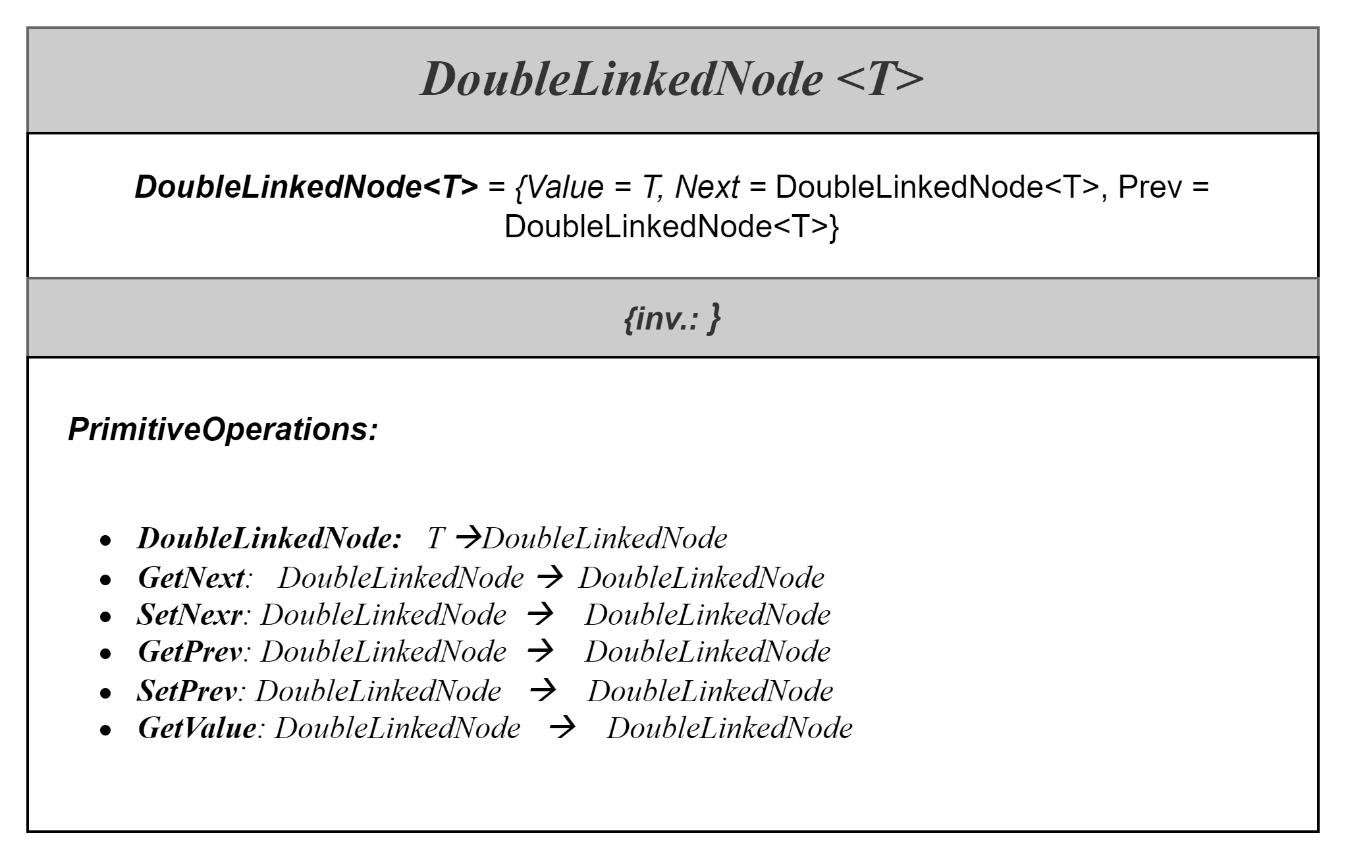 DoubleLinkedNode <T>
DoubleLinkedNode<T> = {Value = T, Next = DoubleLinkedNode<T>, Prev =
DoubleLinkedNode<T>}
{inv.: }
PrimitiveOperations:
• DoubleLinkedNode: T →DoubleLinkedNode
• GetNext: DoubleLinkedNode → DoubleLinkedNode
• SetNexr: DoubleLinkedNode → DoubleLinkedNode
• GetPrev: DoubleLinkedNode → DoubleLinkedNode
• SetPrev: DoubleLinkedNode → DoubleLinkedNode
• GetValue: DoubleLinkedNode → DoubleLinkedNode